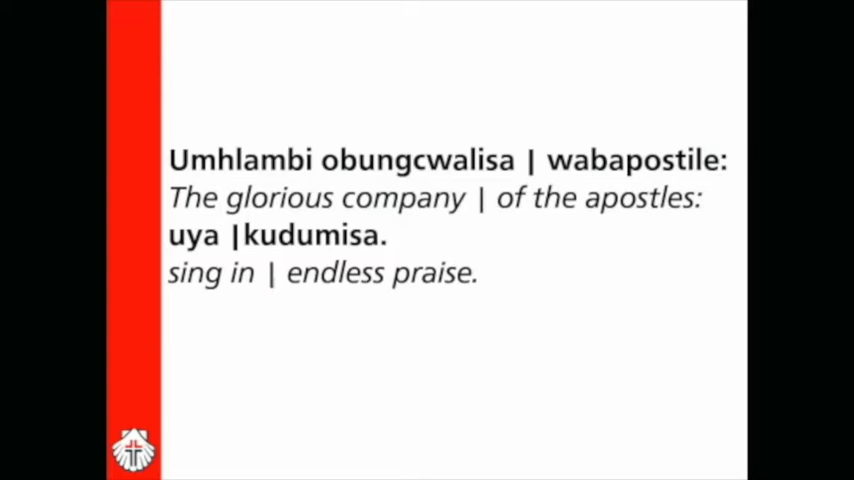 Umhlambi obungcwalisa | wabapostile:
The glorious company | of the apostles:
uya |kudumisa.
sing in | endless praise.